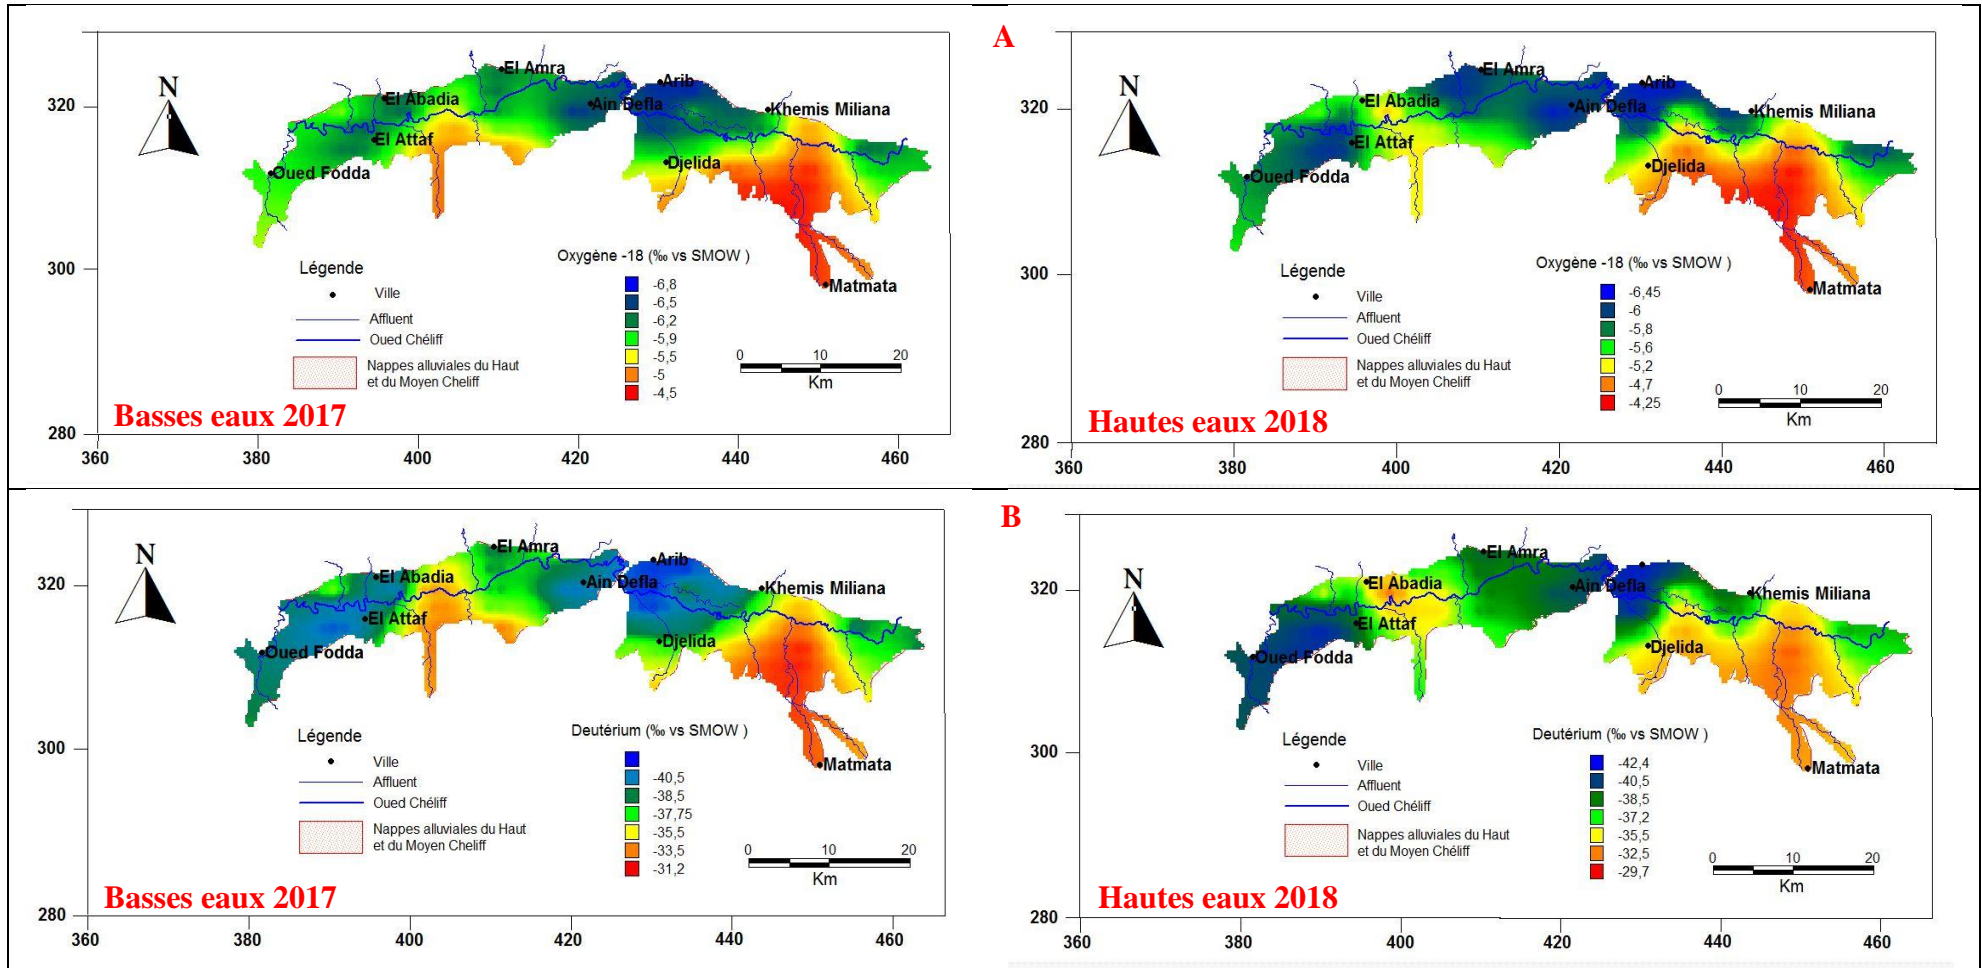 A
N
El Amra
Arib
El Abadia
Ain Defla
Khemis Miliana
El Attaf
Djelida
Oued Fodda
Matmata
Légende
Ville
Affluent
Oued Chéliff
Nappes alluviales du Haut
et du Moyen Cheliff
Oxygène -18 (‰ vs SMOW )
-6,8
-6,5
-6,2
-5,9
-5,5
-5
-4,5
0 10 20
Km
Basses eaux 2017
320
300
280
360 380 400 420 440 460
N
El Amra
Arib
El Abadia
Ain Defla
Khemis Miliana
El Attaf
Djelida
Oued Fodda
Matmata
Légende
Ville
Affluent
Oued Chéliff
Nappes alluviales du Haut
et du Moyen Cheliff
Oxygène -18 (‰ vs SMOW )
-6,45
-6
-5,8
-5,6
-5,2
-4,7
-4,25
0 10 20
Km
Hautes eaux 2018
320
300
280
360 380 400 420 440 460
B
N
El Amra
Arib
El Abadia
Ain Defla
Khemis Miliana
El Attaf
Djelida
Oued Fodda
Matmata
Légende
Ville
Affluent
Oued Chéliff
Nappes alluviales du Haut
et du Moyen Cheliff
Deutérium (‰ vs SMOW )
-40,5
-38,5
-37,75
-35,5
-33,5
-31,2
0 10 20
Km
Basses eaux 2017
320
300
280
360 380 400 420 440 460
N
El Amra
El Abadia
Ain Defla
Khemis Miliana
El Attaf
Djelida
Oued Fodda
Matmata
Légende
Ville
Affluent
Oued Chéliff
Nappes alluviales du Haut
et du Moyen Chéliff
Deutérium (‰ vs SMOW )
-42,4
-40,5
-38,5
-37,2
-35,5
-32,5
-29,7
0 10 20
Km
Hautes eaux 2018
320
300
280
360 380 400 420 440 460